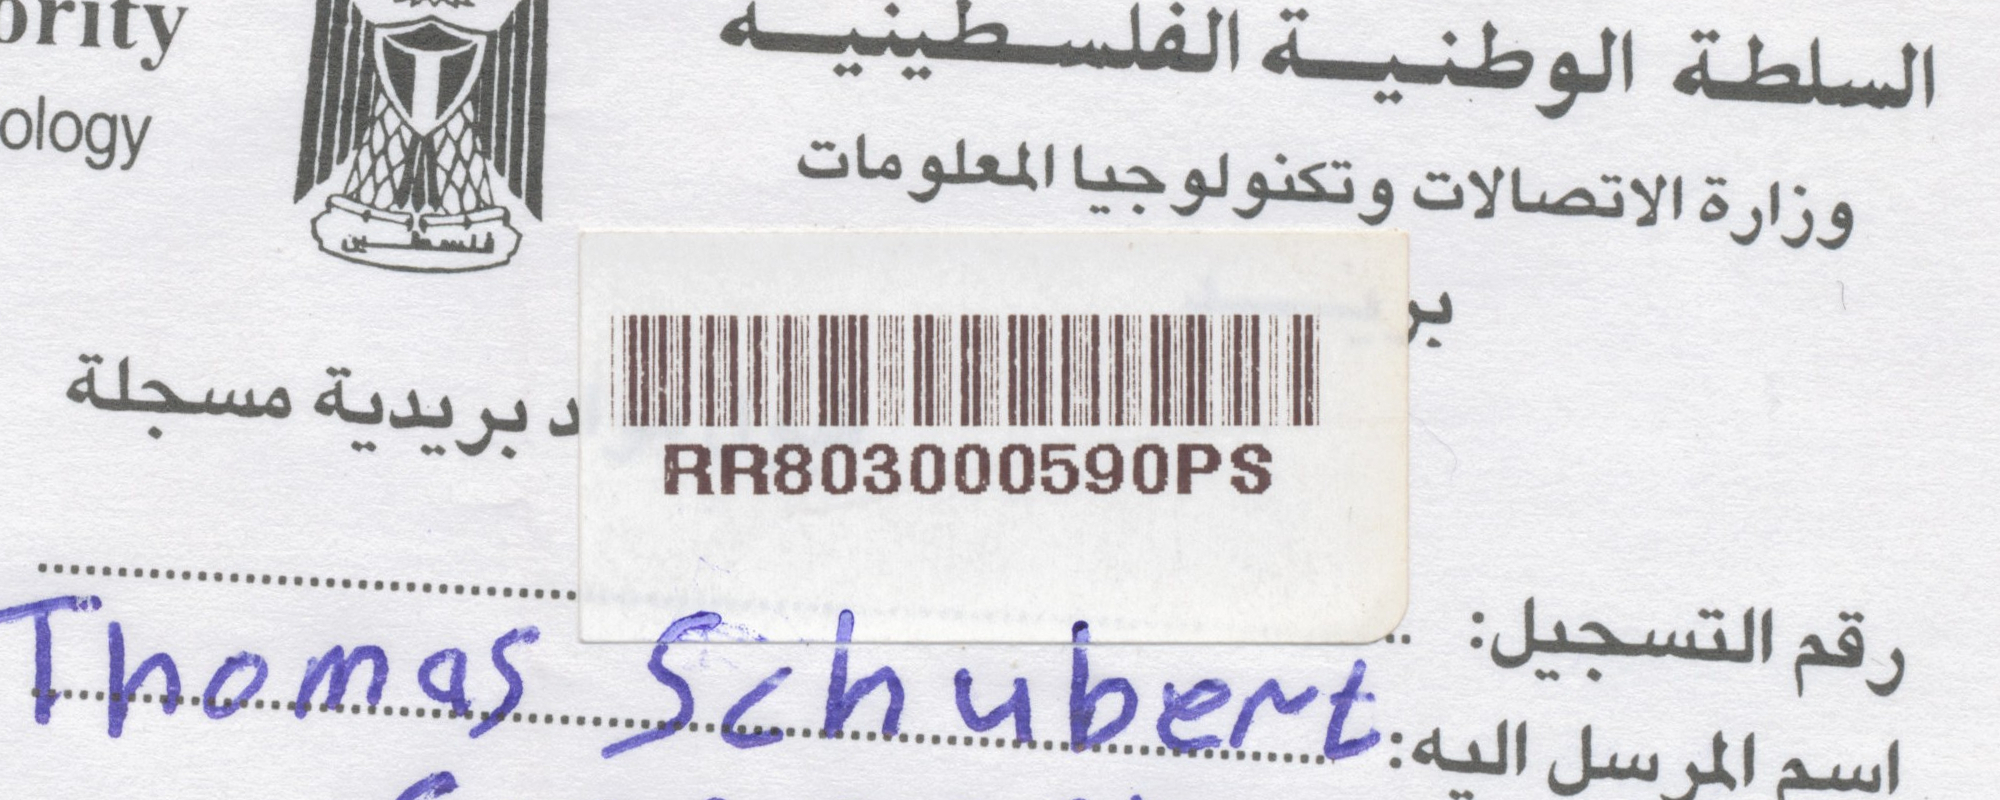 السلطة الوطنية الفلسطينية
وزارة الاتصالات وتكنولوجيا المعلومات
بر
بريدية مسجلة
ority
ology
فلسطين
RR803000590PS
رقم التسجيل:
اسم المرسل اليه:
Thomas Schubert